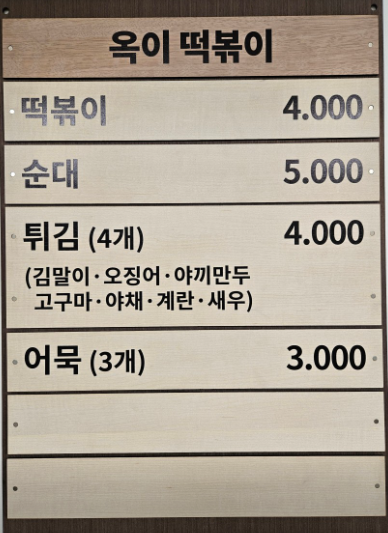 옥이 떡볶이
떡볶이 4.000
순대 5.000
튀김 (4개) 4.000
(김말이·오징어·야끼만두
고구마·야채·계란·새우)
어묵 (3개) 3.000